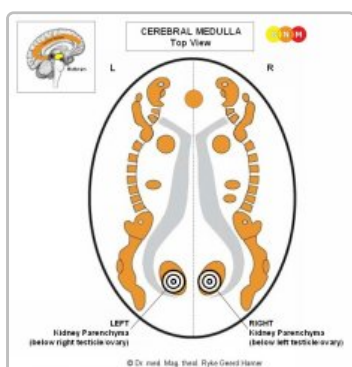 CEREBRAL MEDULLA
Top View
L
R
LEFT
Kidney Parenchyma
(below right testicle/ovary)
RIGHT
Kidney Parenchyma
(below left testicle/ovary)
© Dr. med. Mag. theol. Ryke Geerd Hamer